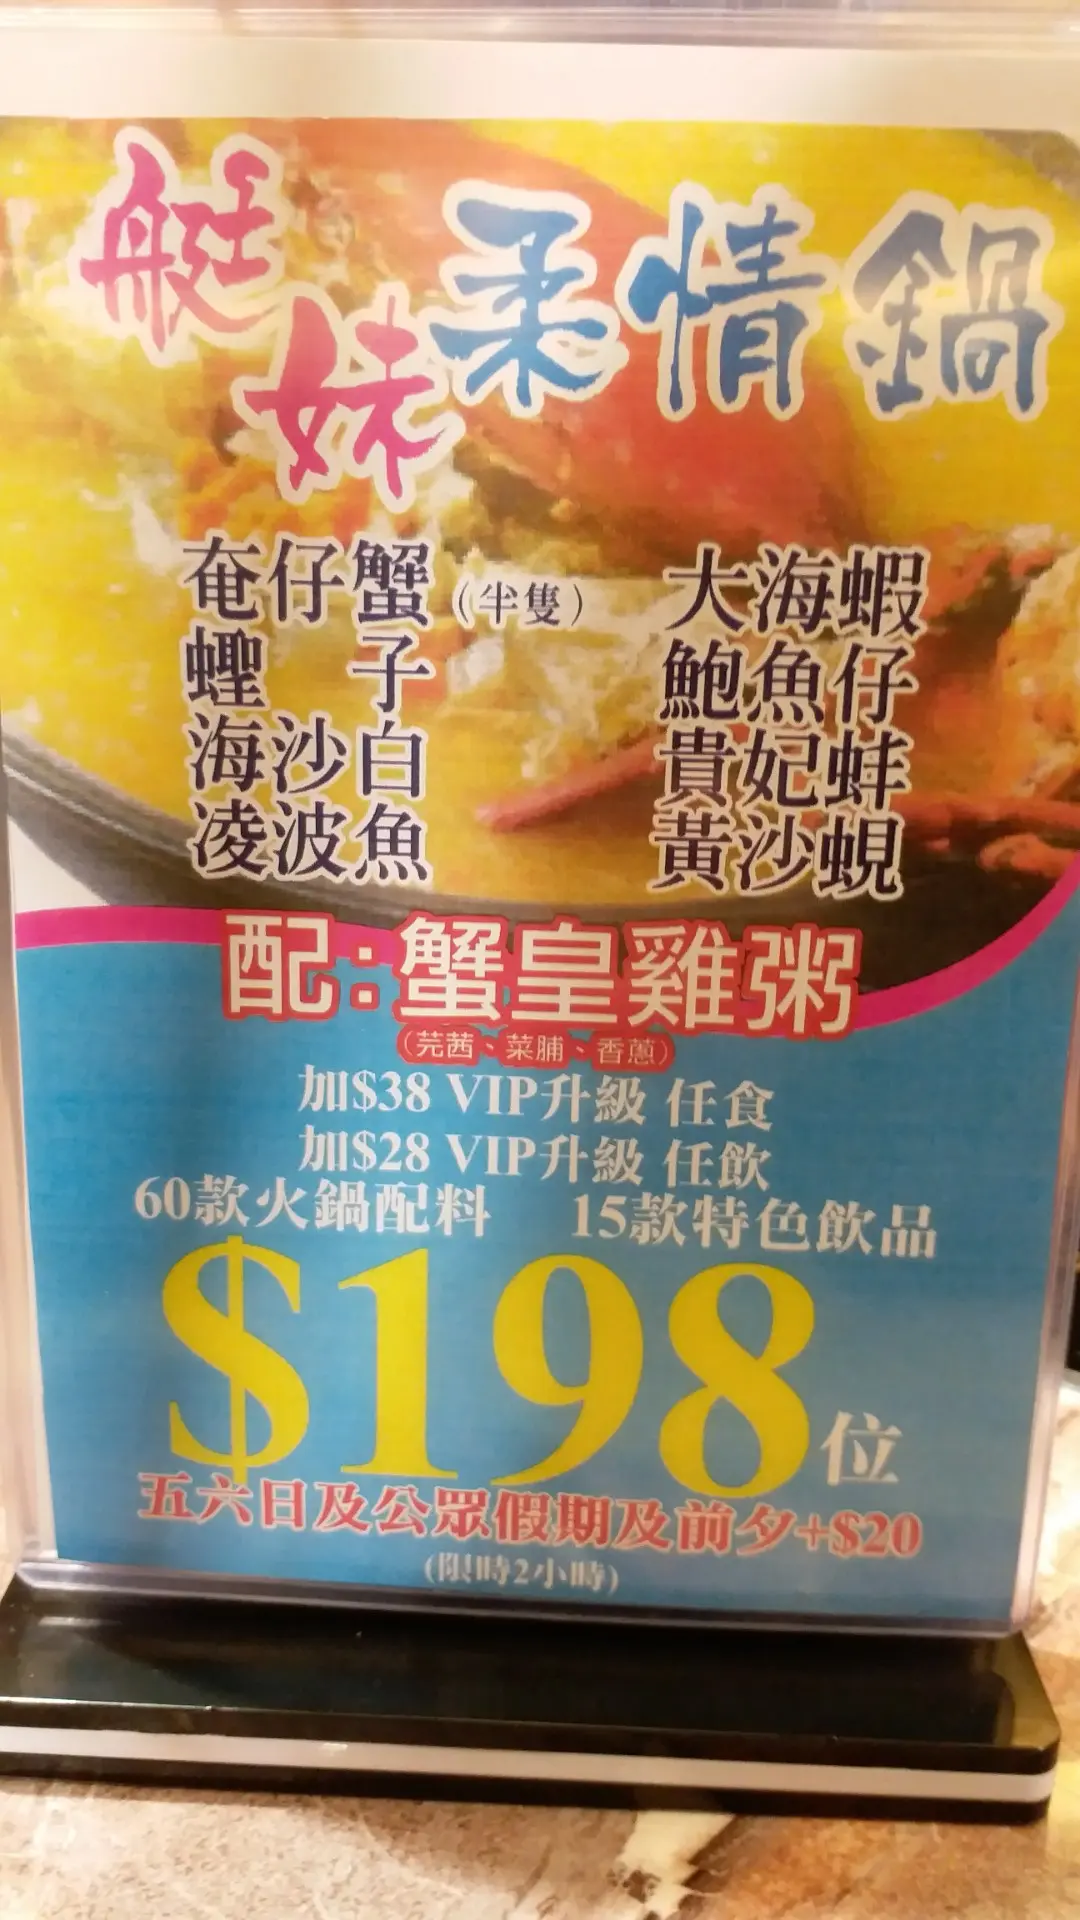 艇妹柔情鍋
奄仔蟹(半隻) 大海蝦
蟶子 鮑魚仔
海沙白 貴妃蚌
凌波魚 黃沙蜆
配:蟹皇雞粥
(芫茜、菜脯、香蔥)
加$38 VIP升級 任食
加$28 VIP升級 任飲
60款火鍋配料 15款特色飲品
$198位
五六日及公眾假期及前夕+$20
(限時2小時)